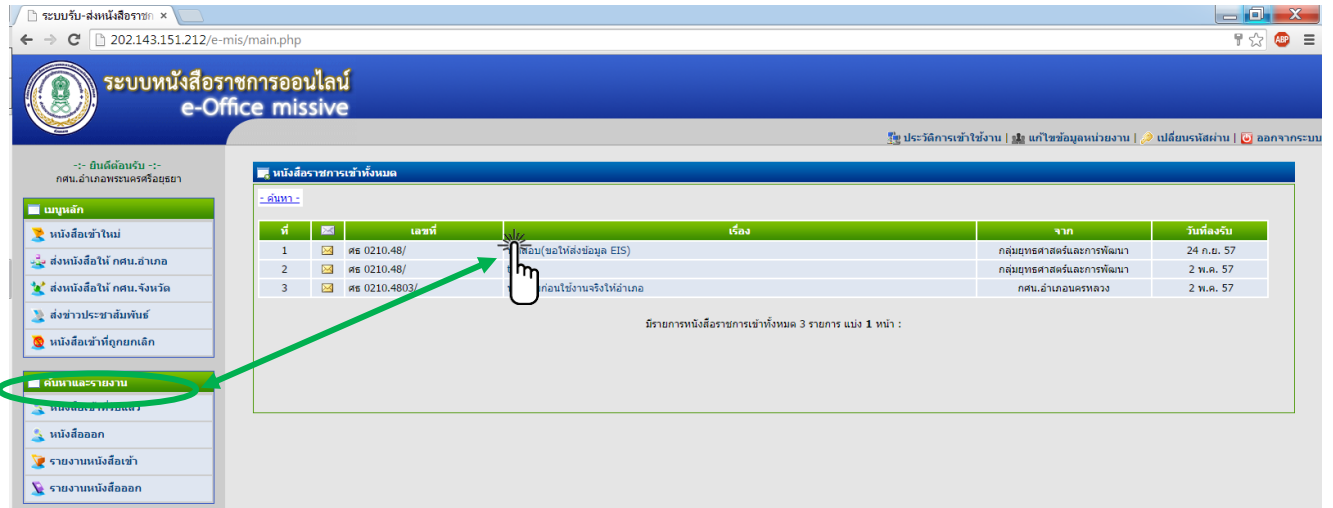 ระบบรับ-ส่งหนังสือราชก
202.143.151.212/e-mis/main.php
ABP
ระบบหนังสือราชการออนไลน์
e-Office missive
ประวัติการเข้าใช้งาน | แก้ไขข้อมูลหน่วยงาน | เปลี่ยนรหัสผ่าน | ออกจากระบบ
-:- ยินดีต้อนรับ -:-
กศน.อำเภอพระนครศรีอยุธยา
เมนูหลัก
หนังสือเข้าใหม่
ส่งหนังสือให้ กศน.อำเภอ
ส่งหนังสือให้ กศน.จังหวัด
ส่งข่าวประชาสัมพันธ์
หนังสือเข้าที่ถูกยกเลิก
ค้นหาและรายงาน
หนังสือเข้าที่รับแล้ว
หนังสือออก
รายงานหนังสือเข้า
รายงานหนังสือออก
หนังสือราชการเข้าทั้งหมด
- ค้นหา -
ที่ เลขที่ เรื่อง จาก วันที่ลงรับ
1 ศธ 0210.48/ (ขอให้ส่งข้อมูล EIS) กลุ่มยุทธศาสตร์และการพัฒนา 24 ก.ย. 57
2 ศธ 0210.48/ กลุ่มยุทธศาสตร์และการพัฒนา 2 พ.ค. 57
3 ศธ 0210.4803/ ก่อนใช้งานจริงให้อำเภอ กศน.อำเภอนครหลวง 2 พ.ค. 57
มีรายการหนังสือราชการเข้าทั้งหมด 3 รายการ แบ่ง 1 หน้า :